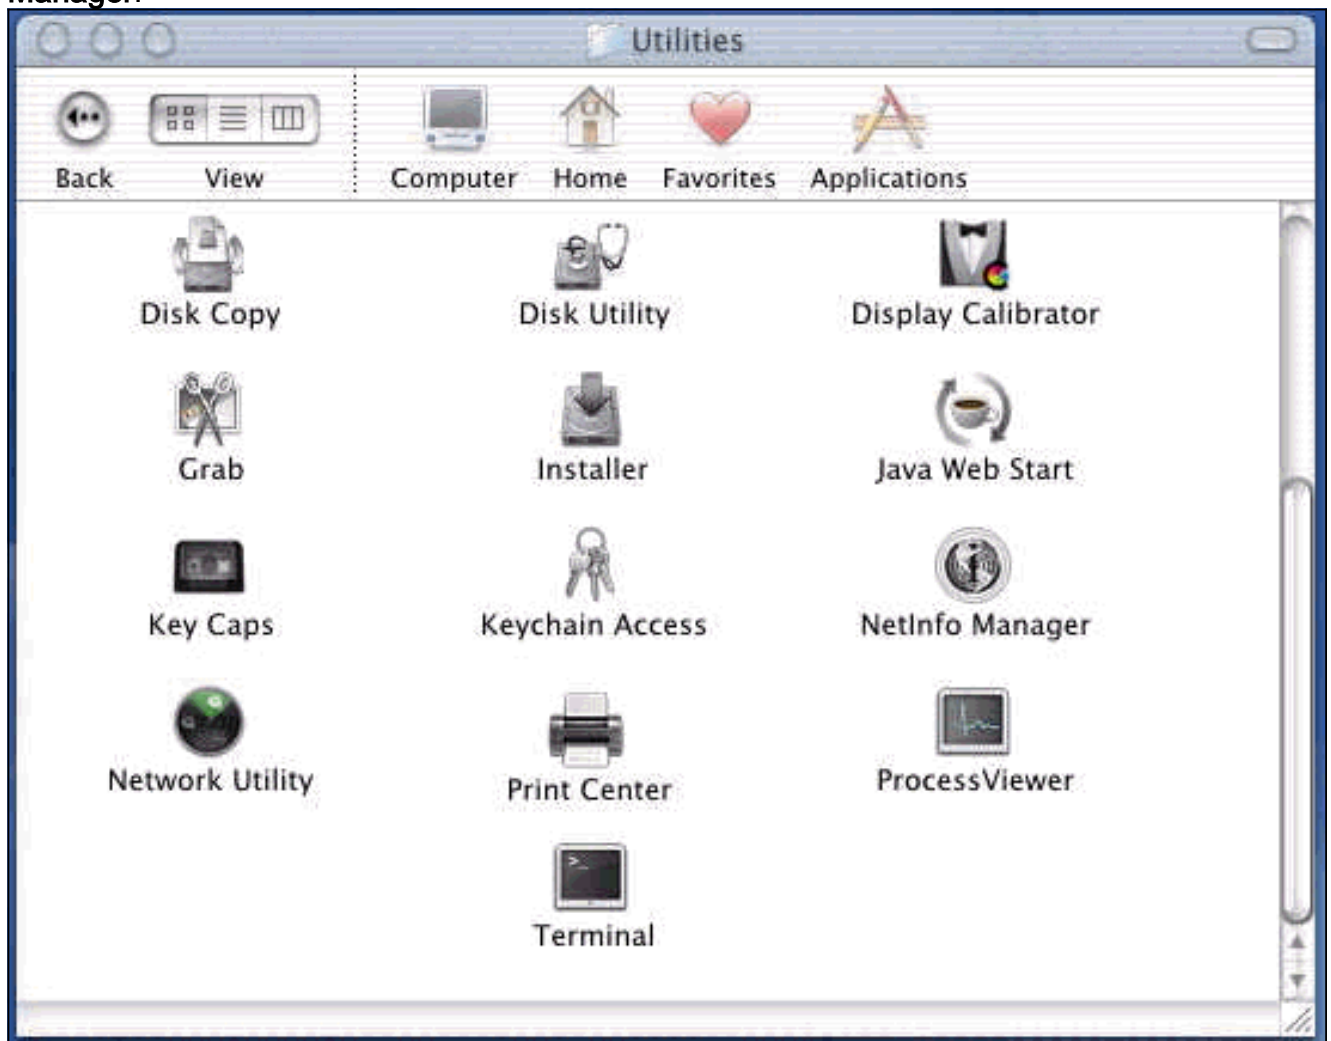 Manager.
Utilities
Back View Computer Home Favorites Applications
Disk Copy Disk Utility Display Calibrator
Grab Installer Java Web Start
Key Caps Keychain Access NetInfo Manager
Network Utility Print Center ProcessViewer
Terminal